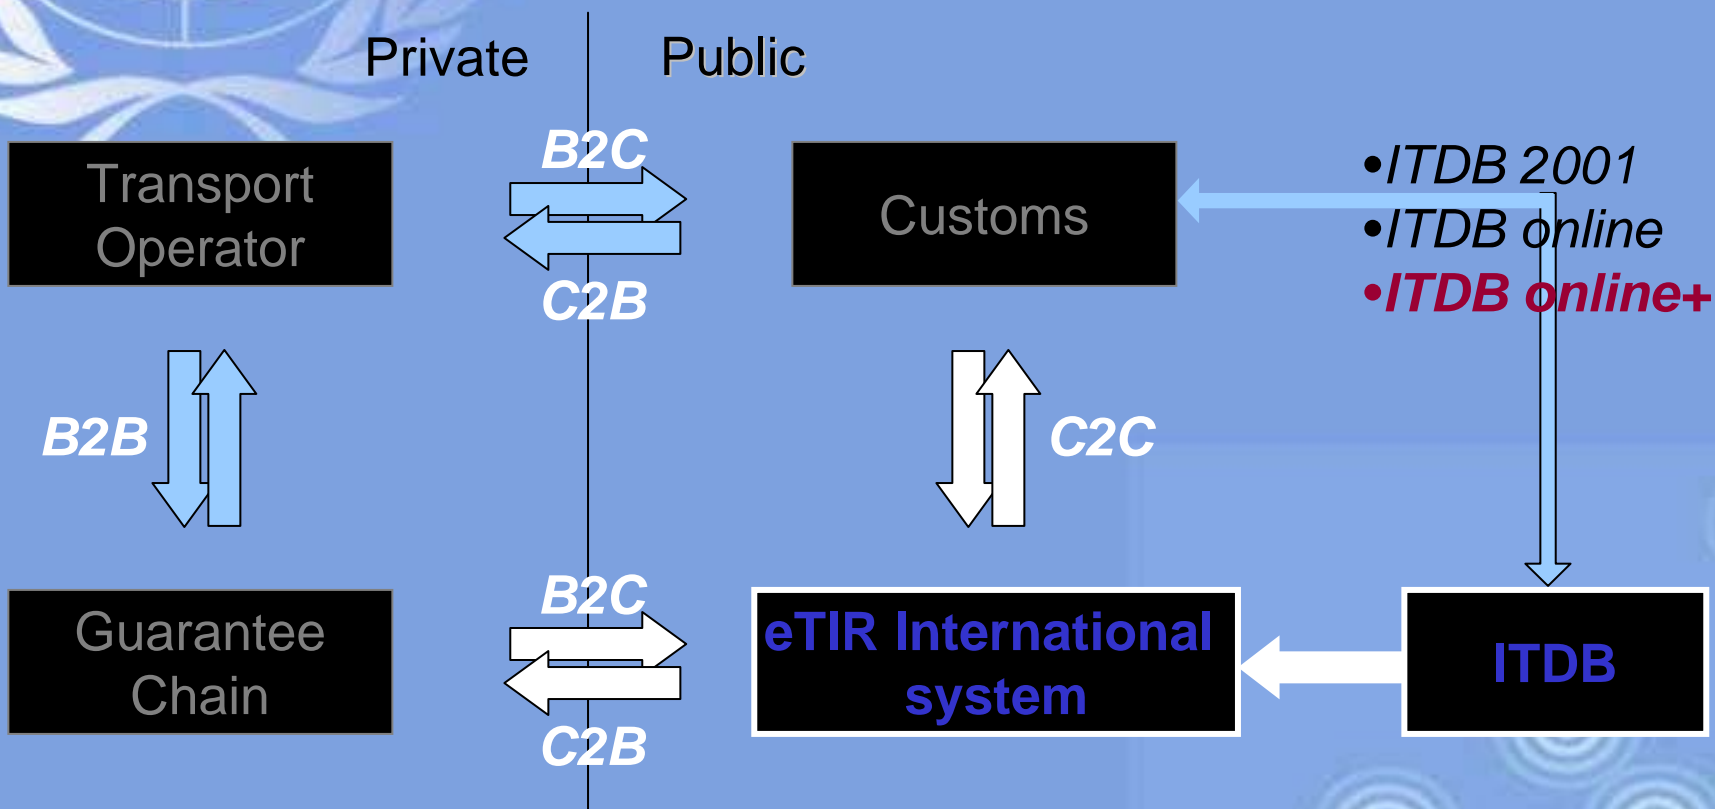 Private
Public
B2C
Transport
Operator
C2B
Customs
•ITDB 2001
•ITDB online
•ITDB online+
B2B
C2C
Guarantee
Chain
B2C
C2B
eTIR International
system
ITDB